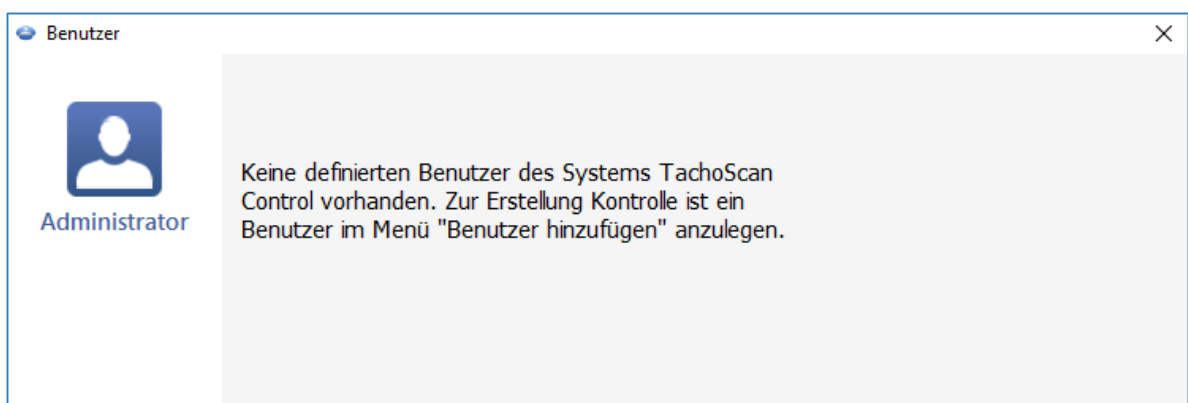 Benutzer
Administrator
Keine definierten Benutzer des Systems TachoScan
Control vorhanden. Zur Erstellung Kontrolle ist ein
Benutzer im Menü "Benutzer hinzufügen" anzulegen.